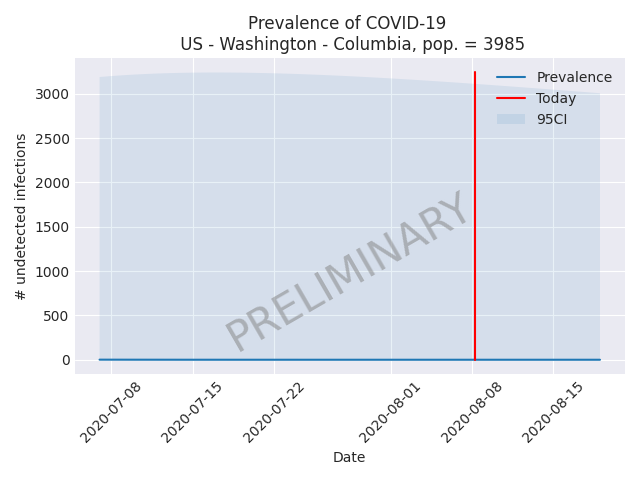 Prevalence of COVID-19
US - Washington - Columbia, pop. = 3985
Prevalence
Today
95CI
# undetected infections
3000
2500
2000
1500
1000
500
0
PRELIMINARY
2020-07-08
2020-07-15
2020-07-22
2020-08-01
2020-08-08
2020-08-15
Date